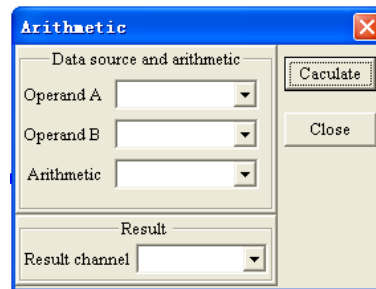 Arithmetic
Data source and arithmetic
Operand A
Caculate
Operand B
Close
Arithmetic
Result
Result channel